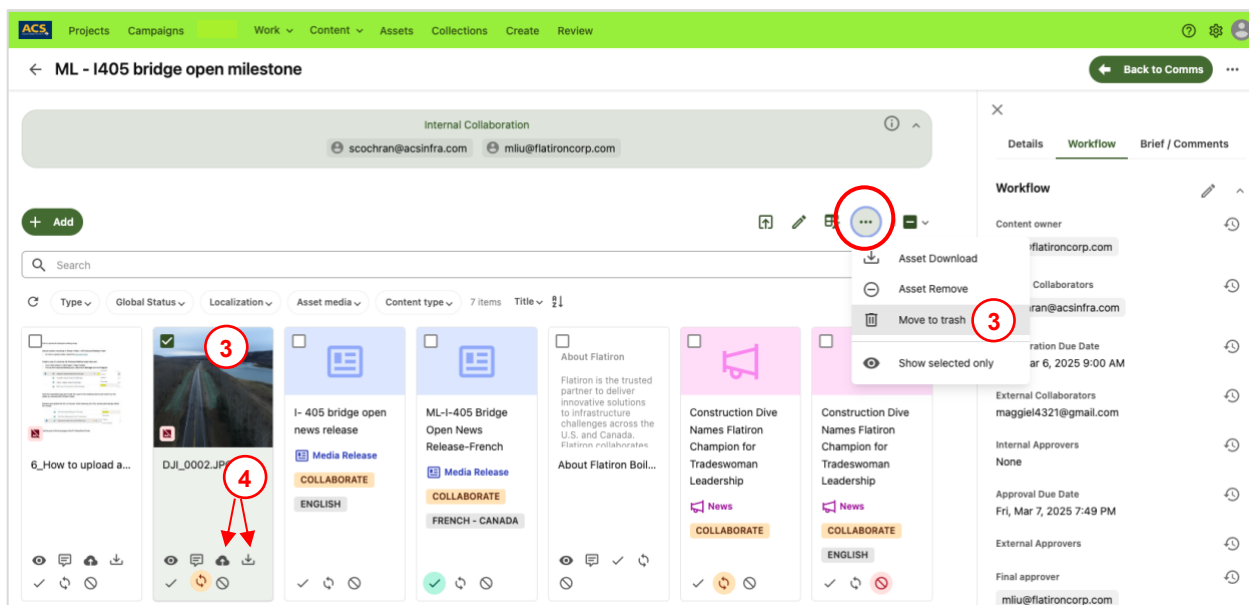 ACS Projects Campaigns Work Content Assets Collections Create Review
ML - I405 bridge open milestone
Back to Comms
Internal Collaboration
scochran@acsinfra.com mliu@flatironcorp.com
Details Workflow Brief / Comments
Workflow
+ Add
Content owner
flatironcorp.com
Search
Asset Download
Asset Remove
Move to trash 3
Show selected only
Collaborators
ran@acsinfra.com
Type Global Status Localization Asset media Content type 7 items Title
ration Due Date
ar 6, 2025 9:00 AM
External Collaborators
maggiel4321@gmail.com
Internal Approvers
None
Approval Due Date
Fri, Mar 7, 2025 7:49 PM
External Approvers
Final approver
mliu@flatironcorp.com
6_How to upload a...
3
DJI_0002.JP
4
I- 405 bridge open
news release
Media Release
COLLABORATE
ENGLISH
ML-I-405 Bridge
Open News
Release-French
Media Release
COLLABORATE
FRENCH - CANADA
About Flatiron
Flatiron is the trusted
partner to deliver
innovative solutions
to infrastructure
challenges across the
U.S. and Canada.
Flatiron collaborates
About Flatiron Boil...
Construction Dive
Names Flatiron
Champion for
Tradeswoman
Leadership
News
COLLABORATE
Construction Dive
Names Flatiron
Champion for
Tradeswoman
Leadership
News
COLLABORATE
ENGLISH